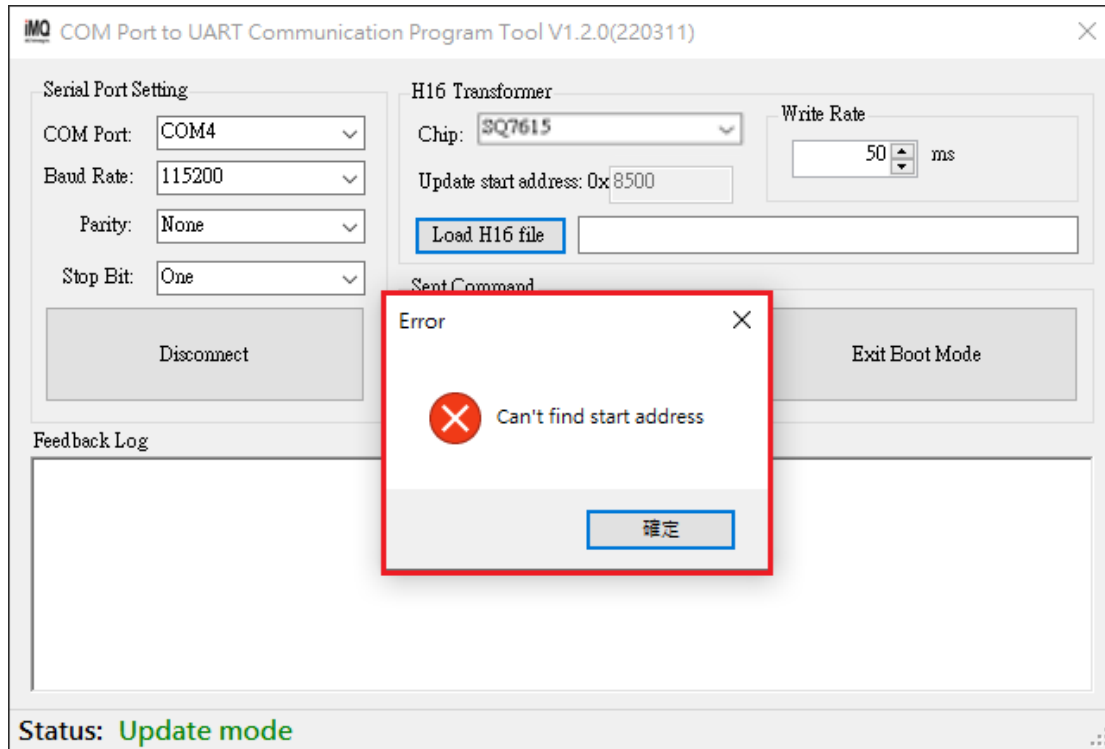 iMQ COM Port to UART Communication Program Tool V1.2.0(220311)
Serial Port Setting
COM Port: COM4
Baud Rate: 115200
Parity: None
Stop Bit: One
Disconnect
H16 Transformer
Chip: SQ7615
Update start address: 0x 8500
Load H16 file
Write Rate
50 ms
Sent Command
Exit Boot Mode
Error
Can't find start address
確定
Feedback Log
Status: Update mode